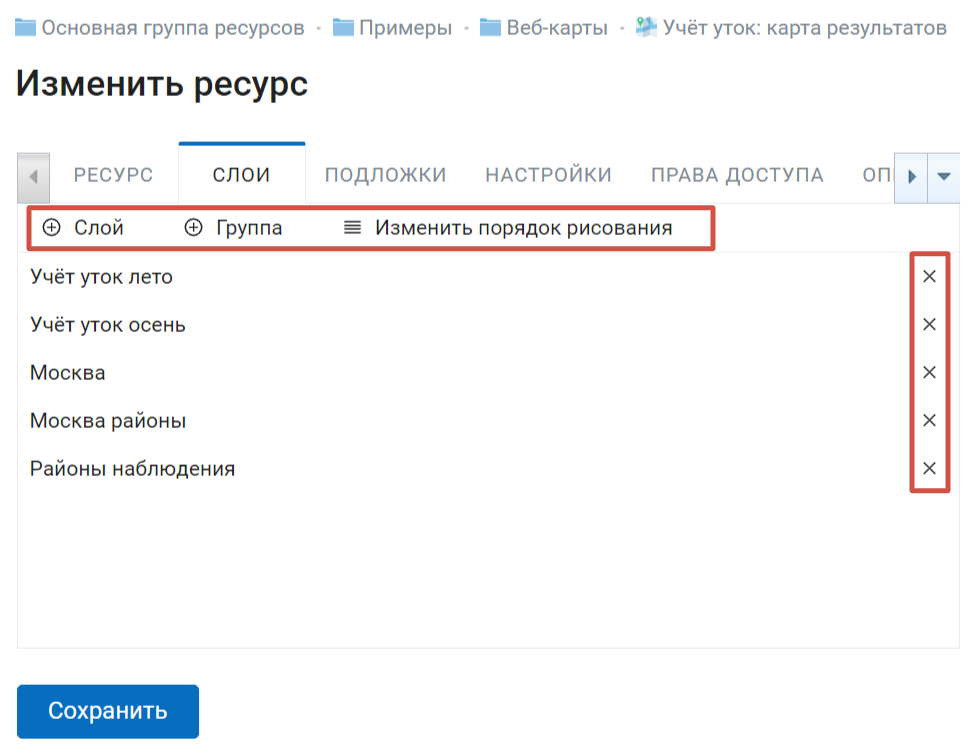 Основная группа ресурсов · Примеры · Веб-карты · Учёт уток: карта результатов
Изменить ресурс
РЕСУРС СЛОИ ПОДЛОЖКИ НАСТРОЙКИ ПРАВА ДОСТУПА ОП
Слой Группа Изменить порядок рисования
Учёт уток лето
Учёт уток осень
Москва
Москва районы
Районы наблюдения
Сохранить